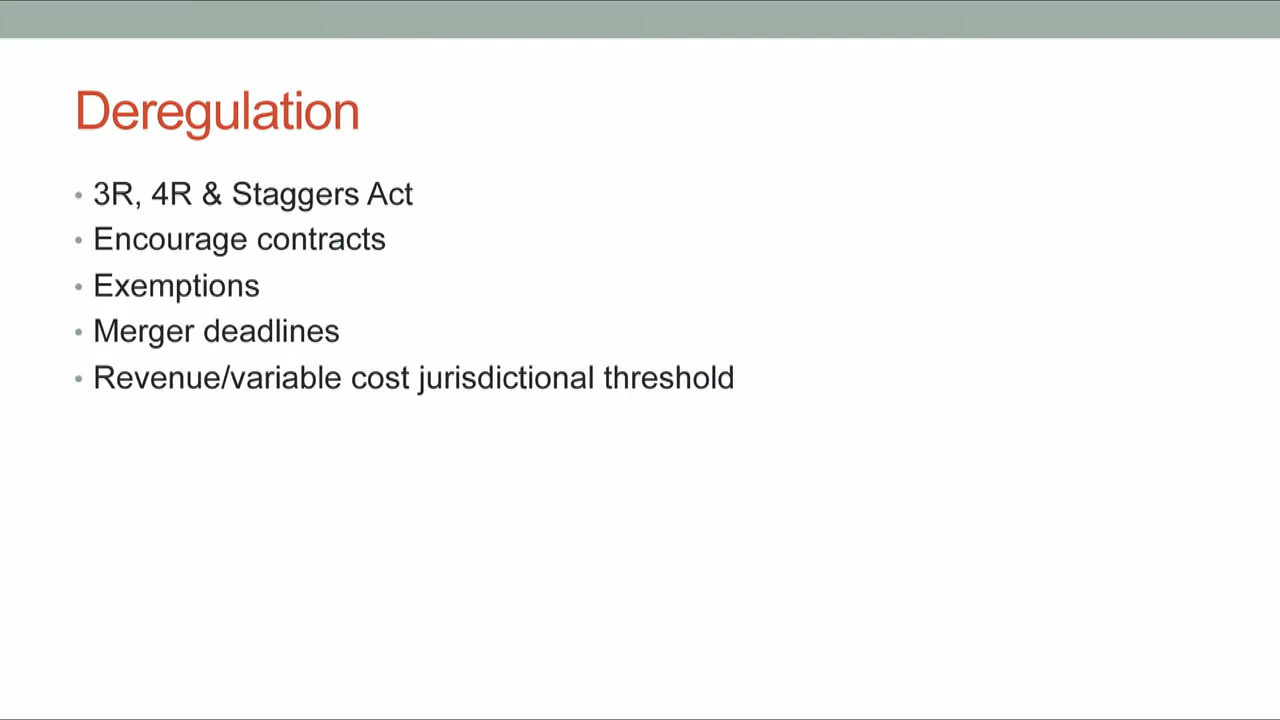 Deregulation
• 3R, 4R & Staggers Act
• Encourage contracts
• Exemptions
• Merger deadlines
• Revenue/variable cost jurisdictional threshold